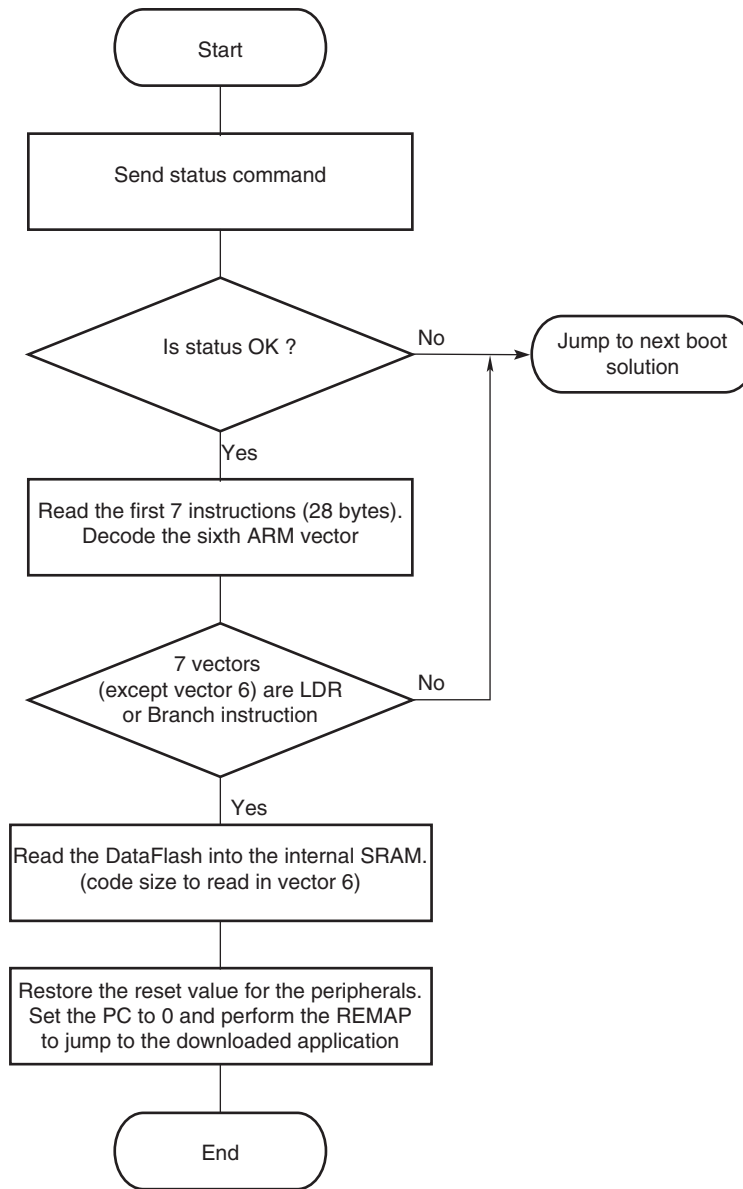 Start
Send status command
Is status OK ?
No
Jump to next boot
solution
Yes
Read the first 7 instructions (28 bytes).
Decode the sixth ARM vector
7 vectors
(except vector 6) are LDR
or Branch instruction
No
Yes
Read the DataFlash into the internal SRAM.
(code size to read in vector 6)
Restore the reset value for the peripherals.
Set the PC to 0 and perform the REMAP
to jump to the downloaded application
End